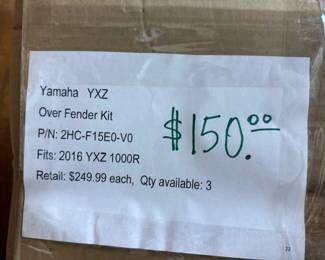 Yamaha YXZ
Over Fender Kit
P/N: 2HC-F15E0-V0
Fits: 2016 YXZ 1000R
Retail: $249.99 each, Qty available: 3
$150.00
22